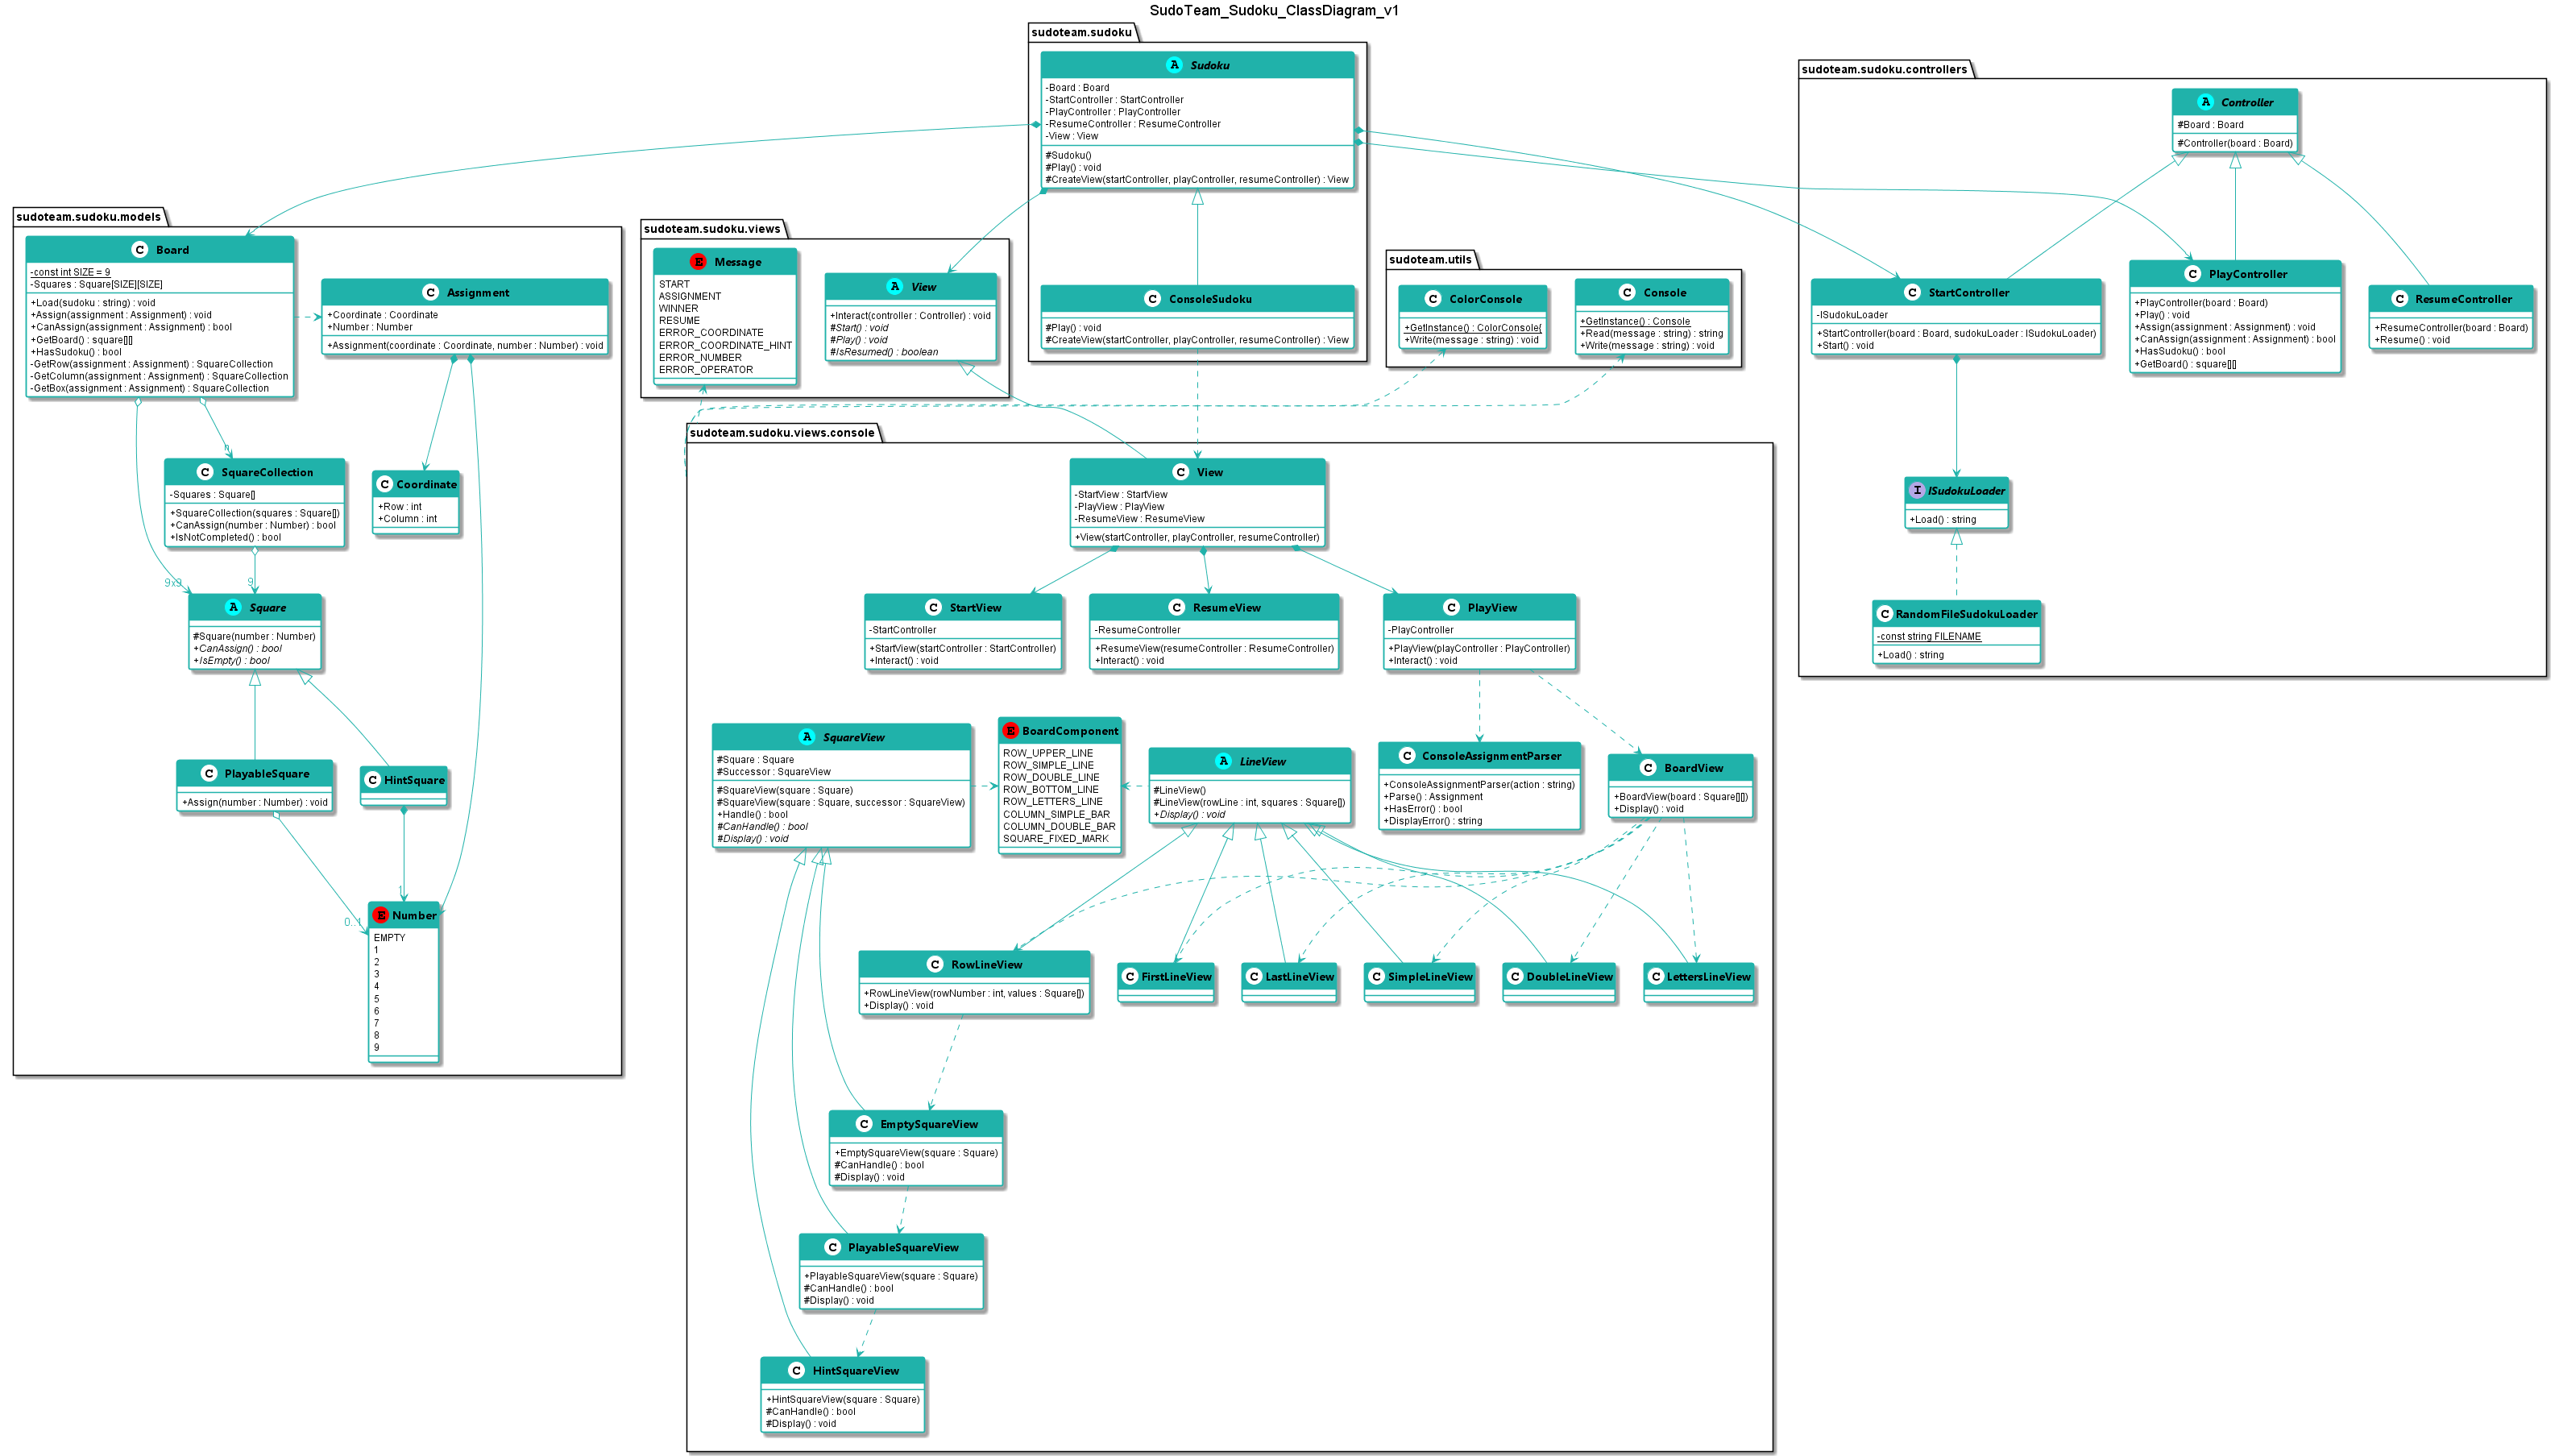 SudoTeam_Sudoku_ClassDiagram_v1
sudoteam.sudoku
A Sudoku
-Board : Board
-StartController : StartController
-PlayController : PlayController
-ResumeController : ResumeController
-View : View
#Sudoku()
#Play() : void
#CreateView(startController, playController, resumeController) : View
C ConsoleSudoku
#Play() : void
#CreateView(startController, playController, resumeController) : View
sudoteam.sudoku.controllers
A Controller
#Board : Board
#Controller(board : Board)
C StartController
-ISudokuLoader
+StartController(board : Board, sudokuLoader : ISudokuLoader)
+Start() : void
C PlayController
+PlayController(board : Board)
+Play() : void
+Assign(assignment : Assignment) : void
+CanAssign(assignment : Assignment) : bool
+HasSudoku() : bool
+GetBoard() : square[][]
C ResumeController
+ResumeController(board : Board)
+Resume() : void
I ISudokuLoader
+Load() : string
C RandomFileSudokuLoader
-const string FILENAME
+Load() : string
sudoteam.sudoku.models
C Board
-const int SIZE = 9
-Squares : Square[SIZE][SIZE]
+Load(sudoku : string) : void
+Assign(assignment : Assignment) : void
+CanAssign(assignment : Assignment) : bool
+GetBoard() : square[][]
+HasSudoku() : bool
-GetRow(assignment : Assignment) : SquareCollection
-GetColumn(assignment : Assignment) : SquareCollection
-GetBox(assignment : Assignment) : SquareCollection
C Assignment
+Coordinate : Coordinate
+Number : Number
+Assignment(coordinate : Coordinate, number : Number) : void
C SquareCollection
-Squares : Square[]
+SquareCollection(squares : Square[])
+CanAssign(number : Number) : bool
+IsNotCompleted() : bool
C Coordinate
+Row : int
+Column : int
9x9
9
A Square
#Square(number : Number)
+CanAssign() : bool
+IsEmpty() : bool
C PlayableSquare
+Assign(number : Number) : void
C HintSquare
1
0..1
E Number
EMPTY
1
2
3
4
5
6
7
8
9
sudoteam.sudoku.views
E Message
START
ASSIGNMENT
WINNER
RESUME
ERROR_COORDINATE
ERROR_COORDINATE_HINT
ERROR_NUMBER
ERROR_OPERATOR
A View
+Interact(controller : Controller) : void
#Start() : void
#Play() : void
#IsResumed() : boolean
sudoteam.utils
C ColorConsole
+GetInstance() : ColorConsole(
+Write(message : string) : void
C Console
+GetInstance() : Console
+Read(message : string) : string
+Write(message : string) : void
sudoteam.sudoku.views.console
C View
-StartView : StartView
-PlayView : PlayView
-ResumeView : ResumeView
+View(startController, playController, resumeController)
C StartView
-StartController
+StartView(startController : StartController)
+Interact() : void
C ResumeView
-ResumeController
+ResumeView(resumeController : ResumeController)
+Interact() : void
C PlayView
-PlayController
+PlayView(playController : PlayController)
+Interact() : void
A SquareView
#Square : Square
#Successor : SquareView
#SquareView(square : Square)
#SquareView(square : Square, successor : SquareView)
+Handle() : bool
#CanHandle() : bool
#Display() : void
E BoardComponent
ROW_UPPER_LINE
ROW_SIMPLE_LINE
ROW_DOUBLE_LINE
ROW_BOTTOM_LINE
ROW_LETTERS_LINE
COLUMN_SIMPLE_BAR
COLUMN_DOUBLE_BAR
SQUARE_FIXED_MARK
A LineView
#LineView()
#LineView(rowLine : int, squares : Square[])
+Display() : void
C ConsoleAssignmentParser
+ConsoleAssignmentParser(action : string)
+Parse() : Assignment
+HasError() : bool
+DisplayError() : string
C BoardView
+BoardView(board : Square[][])
+Display() : void
C RowLineView
+RowLineView(rowNumber : int, values : Square[])
+Display() : void
C FirstLineView
C LastLineView
C SimpleLineView
C DoubleLineView
C LettersLineView
C EmptySquareView
+EmptySquareView(square : Square)
#CanHandle() : bool
#Display() : void
C PlayableSquareView
+PlayableSquareView(square : Square)
#CanHandle() : bool
#Display() : void
C HintSquareView
+HintSquareView(square : Square)
#CanHandle() : bool
#Display() : void